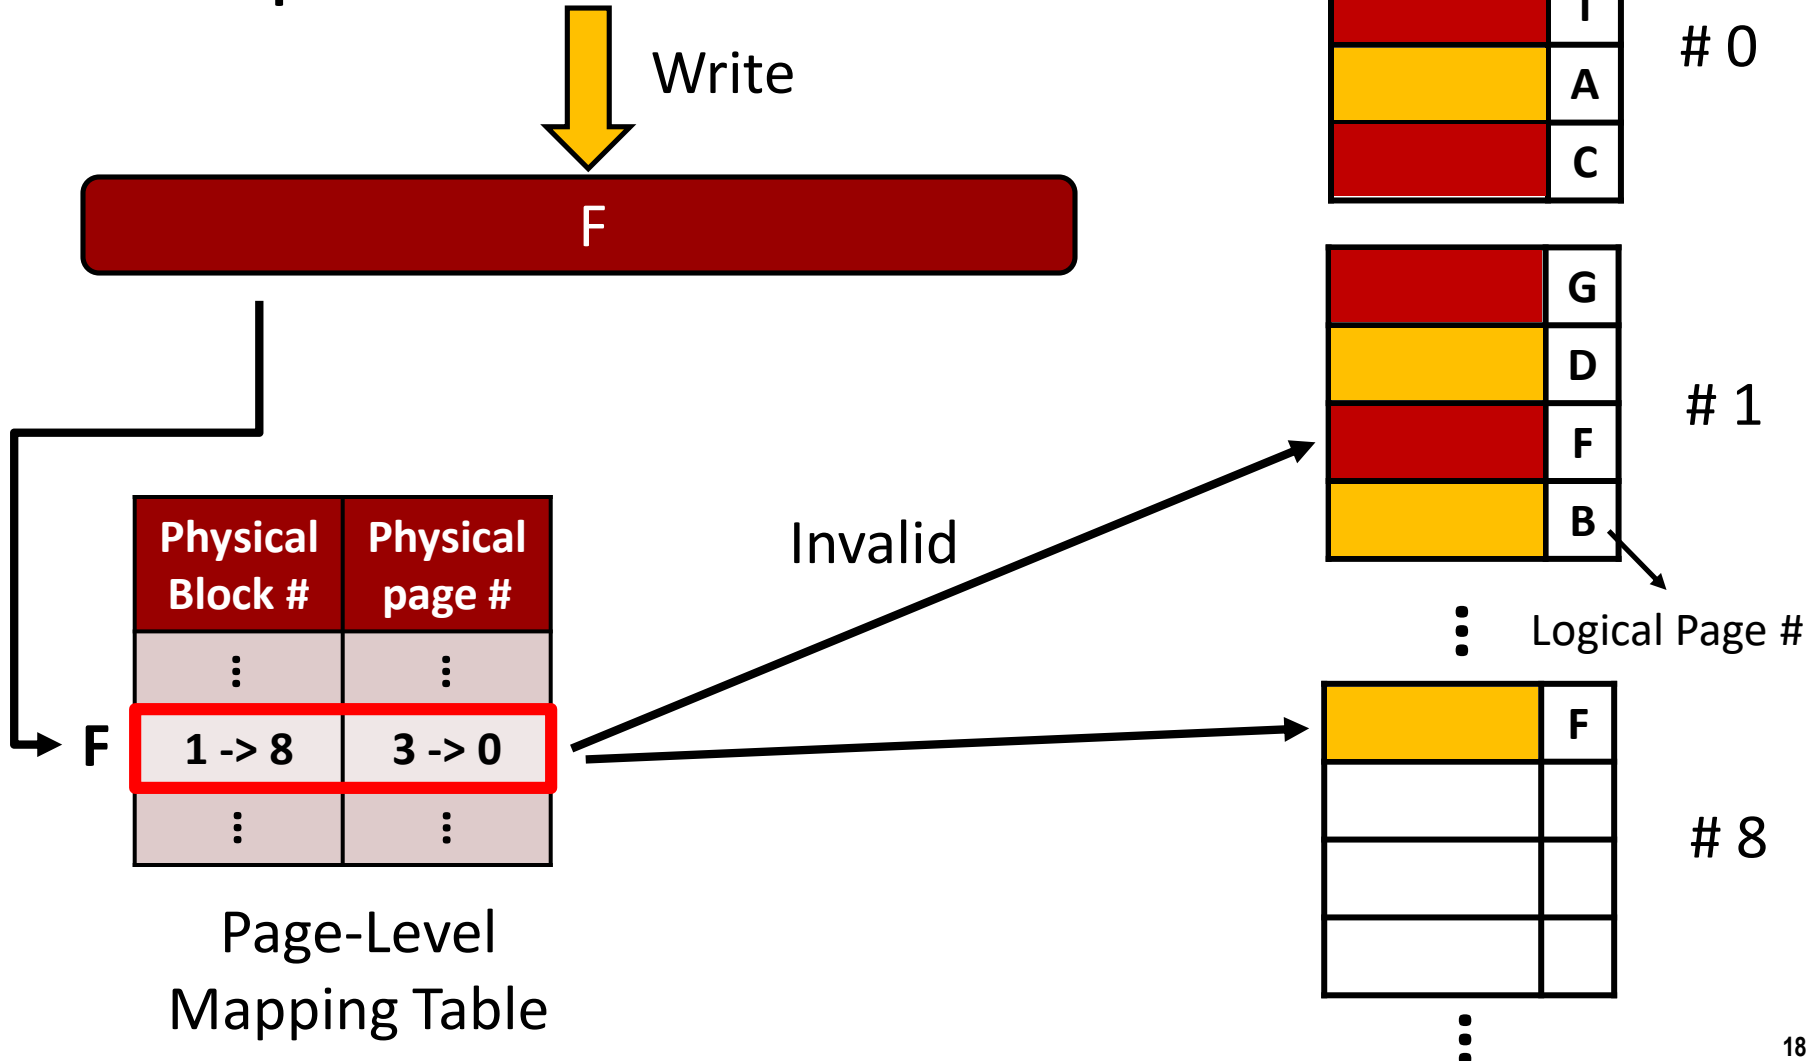 Write
# 0
A
C
F
G
D
F
B
# 1
Physical
Block #
Physical
page #
Invalid
Logical Page #
F
1 -> 8
3 -> 0
F
# 8
Page-Level
Mapping Table
18